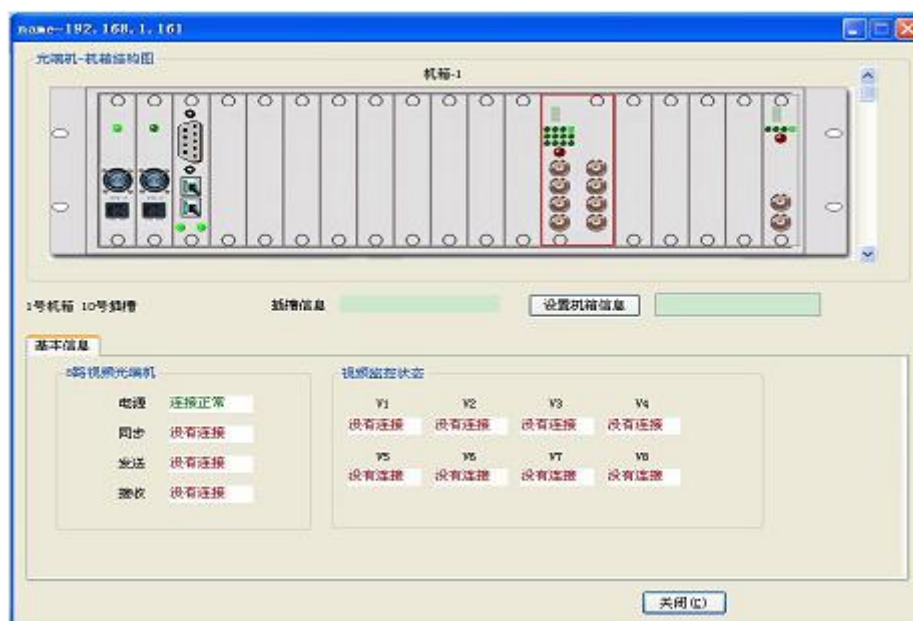 name-192.168.1.161
光端机-机箱结构图
机箱-1
1号机箱 10号插槽 插槽信息 设置机箱信息
基本信息
8路视频光端机 视频监控状态
电源 连接正常 V1 V2 V3 V4
同步 没有连接 没有连接 没有连接 没有连接 没有连接
发送 没有连接 V5 V6 V7 V8
接收 没有连接 没有连接 没有连接 没有连接 没有连接
关闭(C)